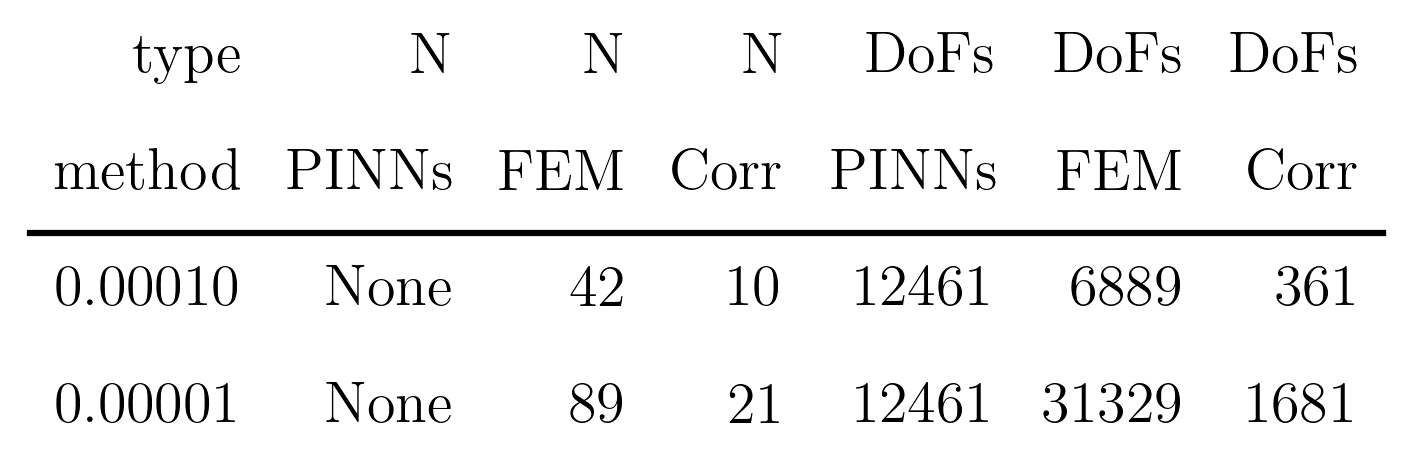 type N N N DoFs DoFs DoFs
method PINNs FEM Corr PINNs FEM Corr
0.00010 None 42 10 12461 6889 361
0.00001 None 89 21 12461 31329 1681